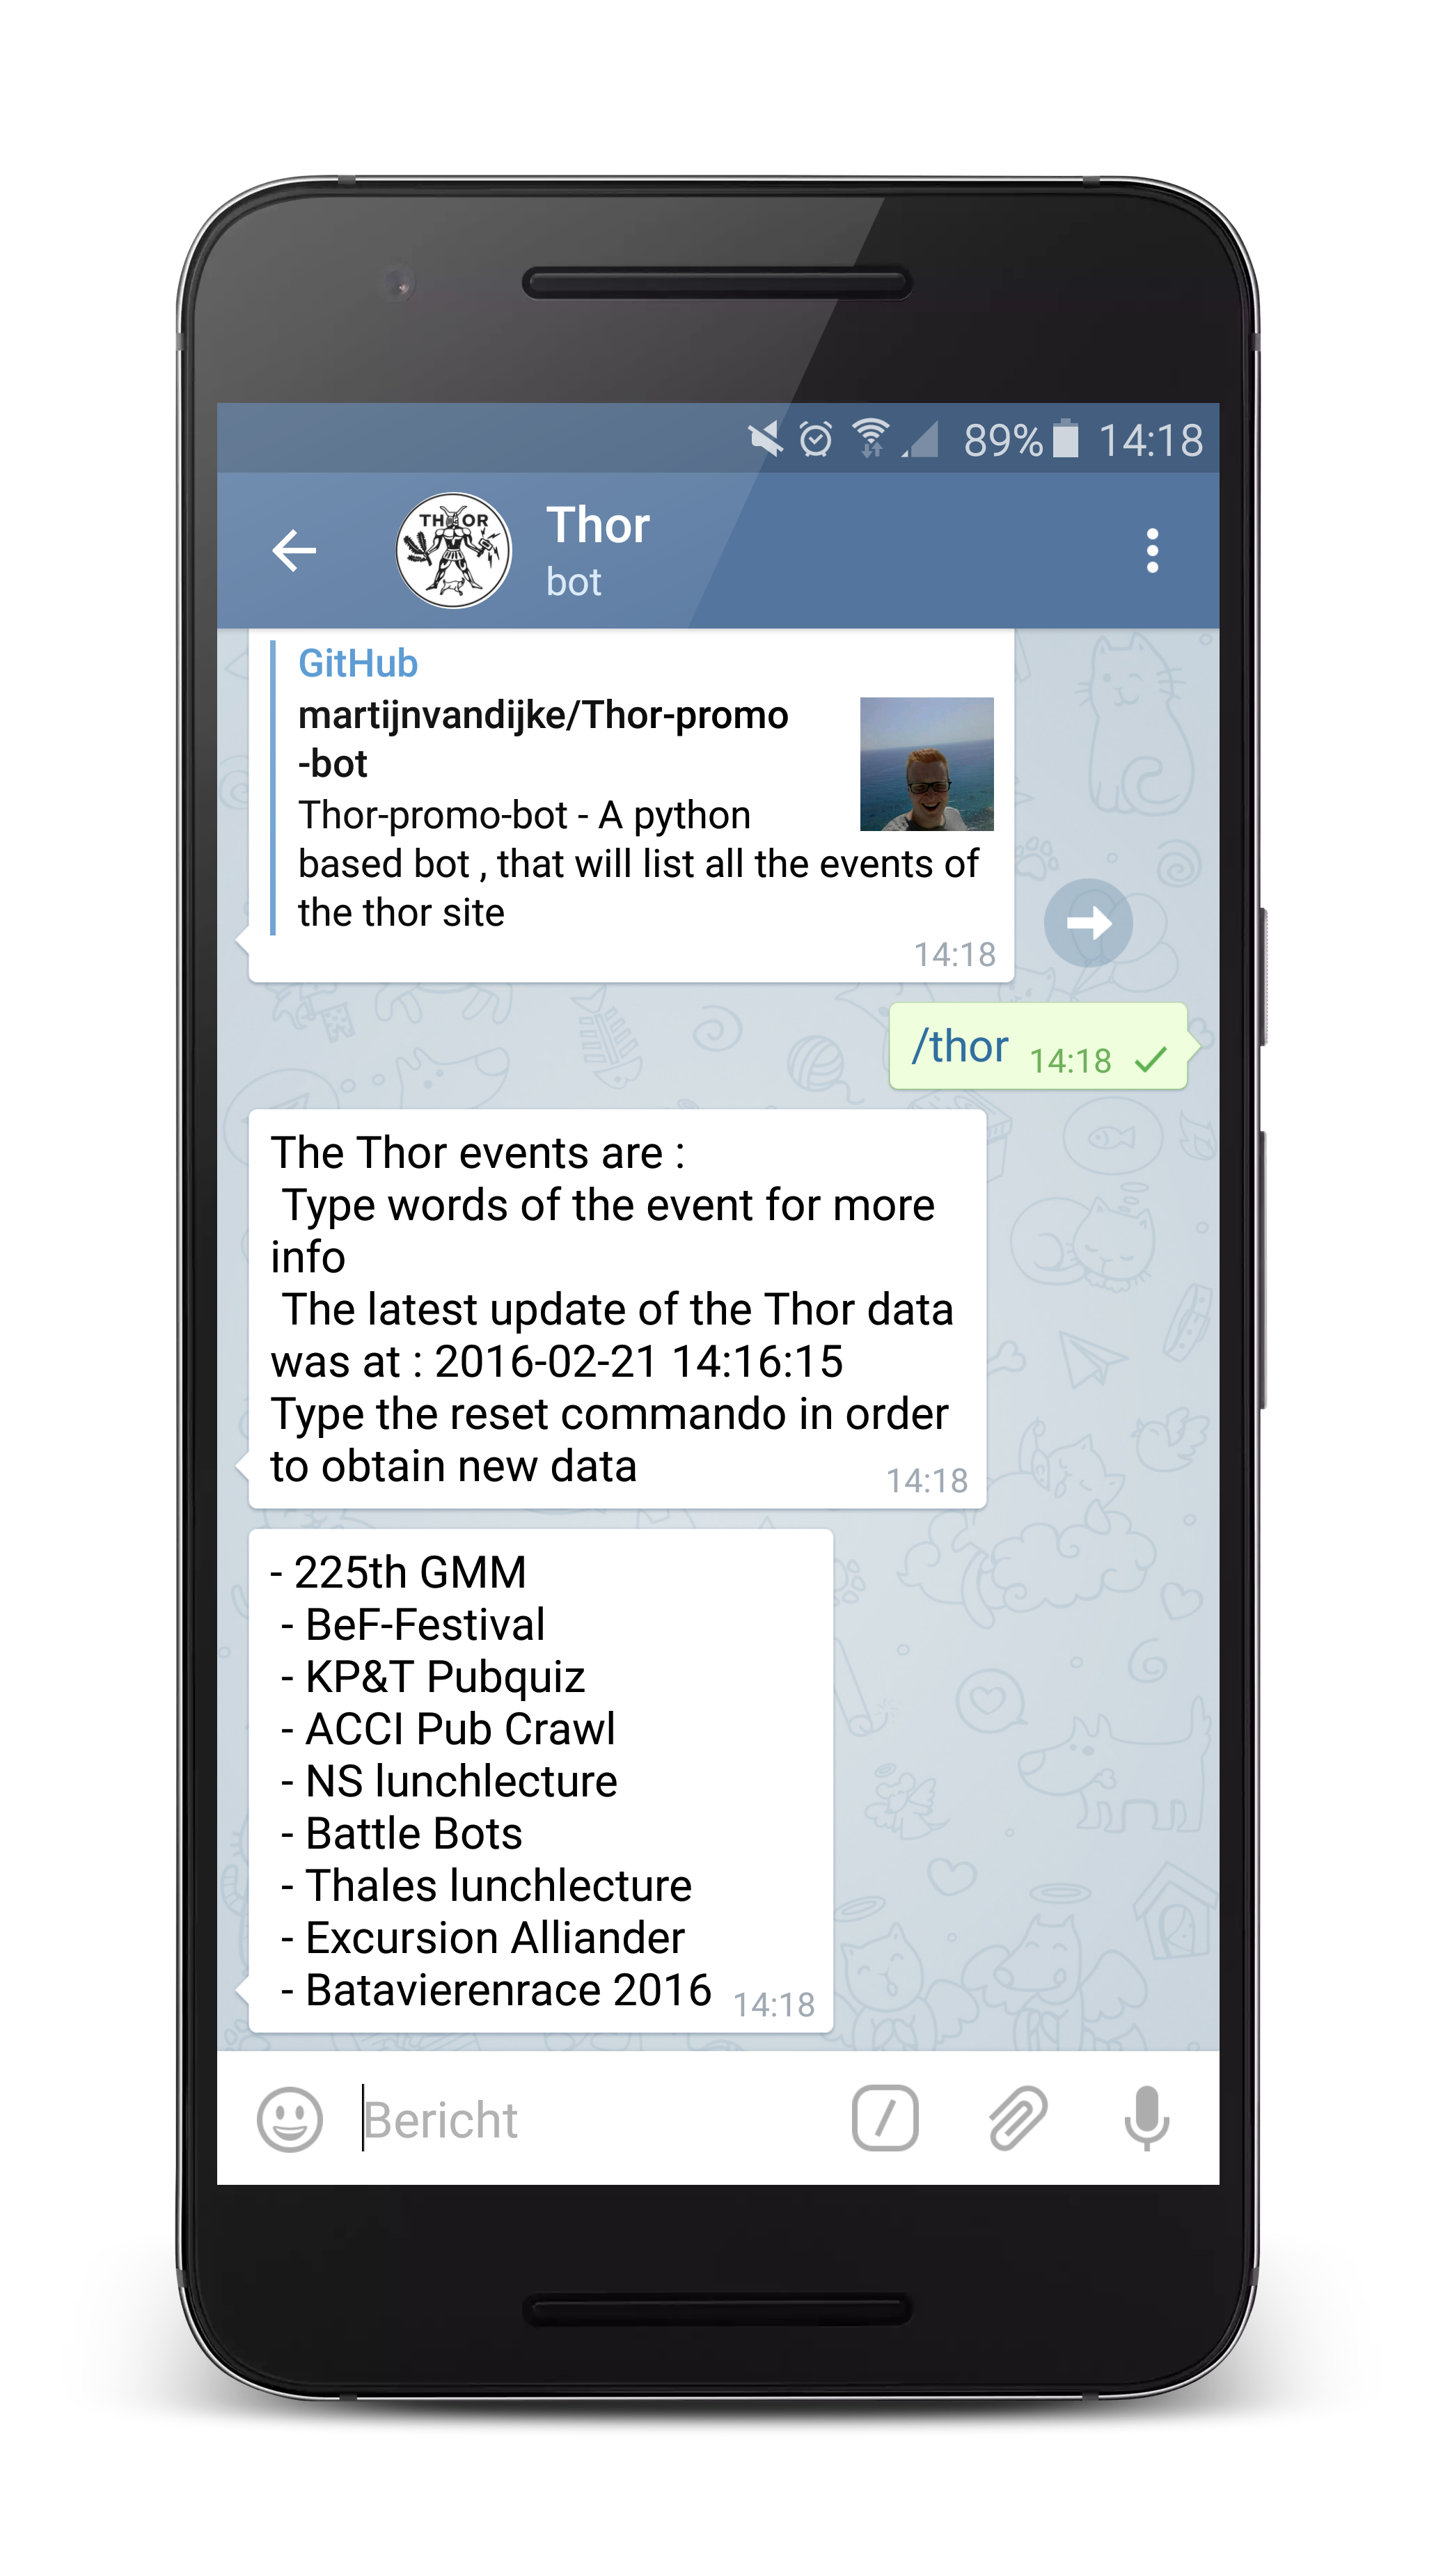 89% 14:18
THOR
Thor
bot
GitHub
martijnvandijke/Thor-promo
-bot
Thor-promo-bot - A python
based bot , that will list all the events of
the thor site
14:18
/thor 14:18
The Thor events are :
Type words of the event for more
info
The latest update of the Thor data
was at : 2016-02-21 14:16:15
Type the reset commando in order
to obtain new data
14:18
- 225th GMM
- BeF-Festival
- KP&T Pubquiz
- ACCI Pub Crawl
- NS lunchlecture
- Battle Bots
- Thales lunchlecture
- Excursion Alliander
- Batavierenrace 2016 14:18
Bericht